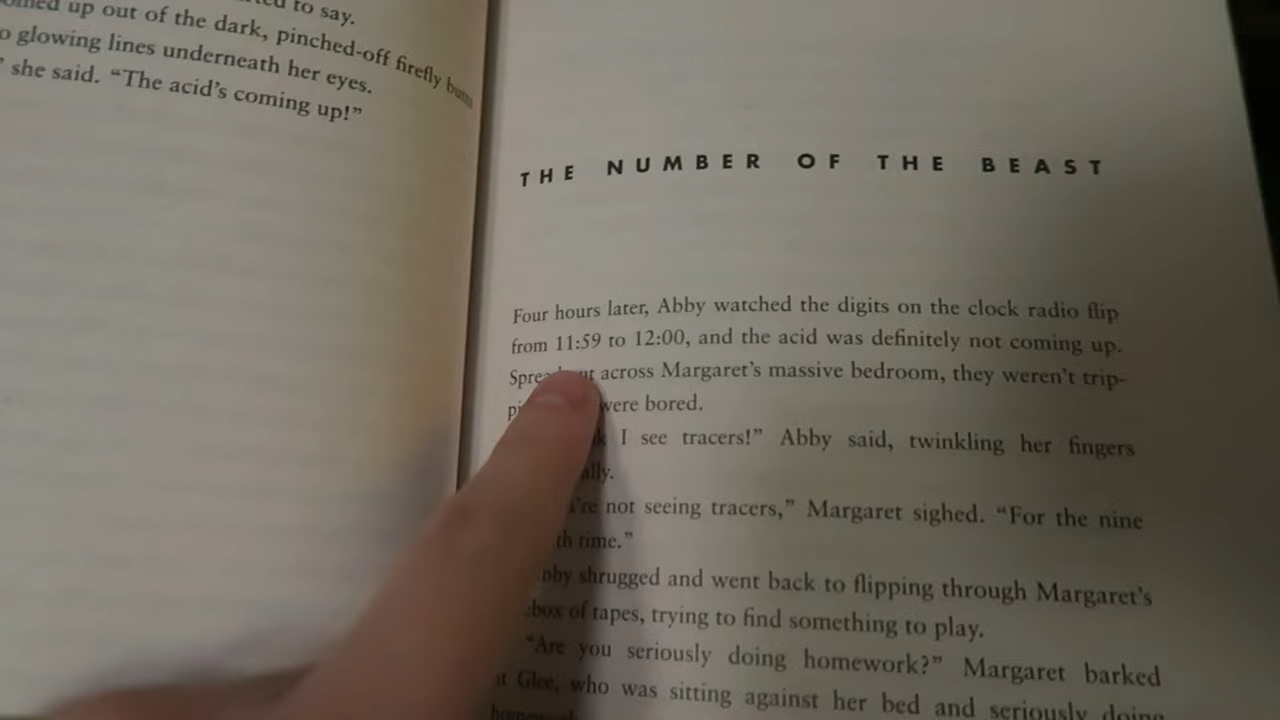 to say.
up out of the dark, pinched-off firefly
glowing lines underneath her eyes.
she said. “The acid’s coming up!”
THE NUMBER OF THE BEAST
Four hours later, Abby watched the digits on the clock radio flip
from 11:59 to 12:00, and the acid was definitely not coming up.
across Margaret’s massive bedroom, they weren’t trip-
were bored.
I see tracers!” Abby said, twinkling her fingers
not seeing tracers,” Margaret sighed. “For the nine
time.”
shrugged and went back to flipping through Margaret’s
of tapes, trying to find something to play.
“Are you seriously doing homework?” Margaret barked
Glee, who was sitting against her bed and seriously doing